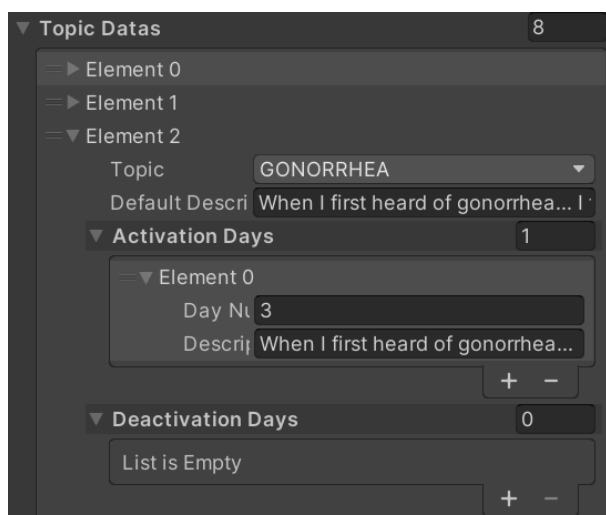 Topic Datas 8
Element 0
Element 1
Element 2
Topic GONORRHEA
Default Descri When I first heard of gonorrhea... I
Activation Days 1
Element 0
Day Nu 3
Descrip When I first heard of gonorrhea...
+ −
Deactivation Days 0
List is Empty
+ −